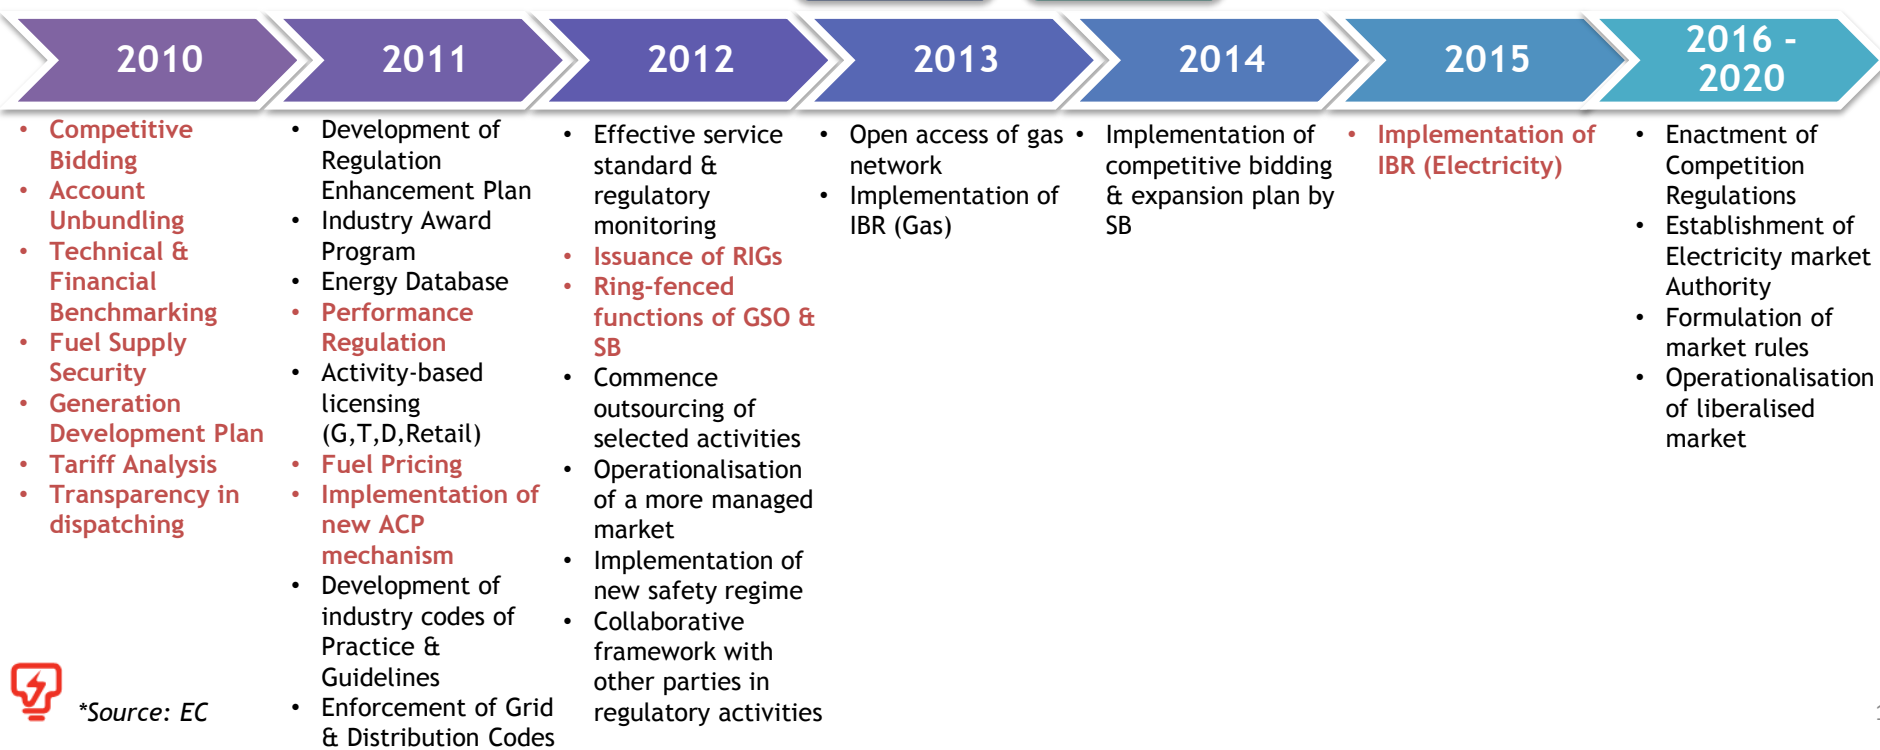 2010
2011
2012
2013
2014
2015
2016 -
2020
• Competitive
Bidding
• Account
Unbundling
• Technical &
Financial
Benchmarking
• Fuel Supply
Security
• Generation
Development Plan
• Tariff Analysis
• Transparency in
dispatching
• Development of
Regulation
Enhancement Plan
• Industry Award
Program
• Energy Database
• Performance
Regulation
• Activity-based
licensing
(G,T,D,Retail)
• Fuel Pricing
• Implementation of
new ACP
mechanism
• Development of
industry codes of
Practice &
Guidelines
• Enforcement of Grid
& Distribution Codes
• Effective service
standard &
regulatory
monitoring
• Issuance of RIGs
• Ring-fenced
functions of GSO &
SB
• Commence
outsourcing of
selected activities
• Operationalisation
of a more managed
market
• Implementation of
new safety regime
• Collaborative
framework with
other parties in
regulatory activities
• Open access of gas
network
• Implementation of
IBR (Gas)
• Implementation of
competitive bidding
& expansion plan by
SB
• Implementation of
IBR (Electricity)
• Enactment of
Competition
Regulations
• Establishment of
Electricity market
Authority
• Formulation of
market rules
• Operationalisation
of liberalised
market
*Source: EC